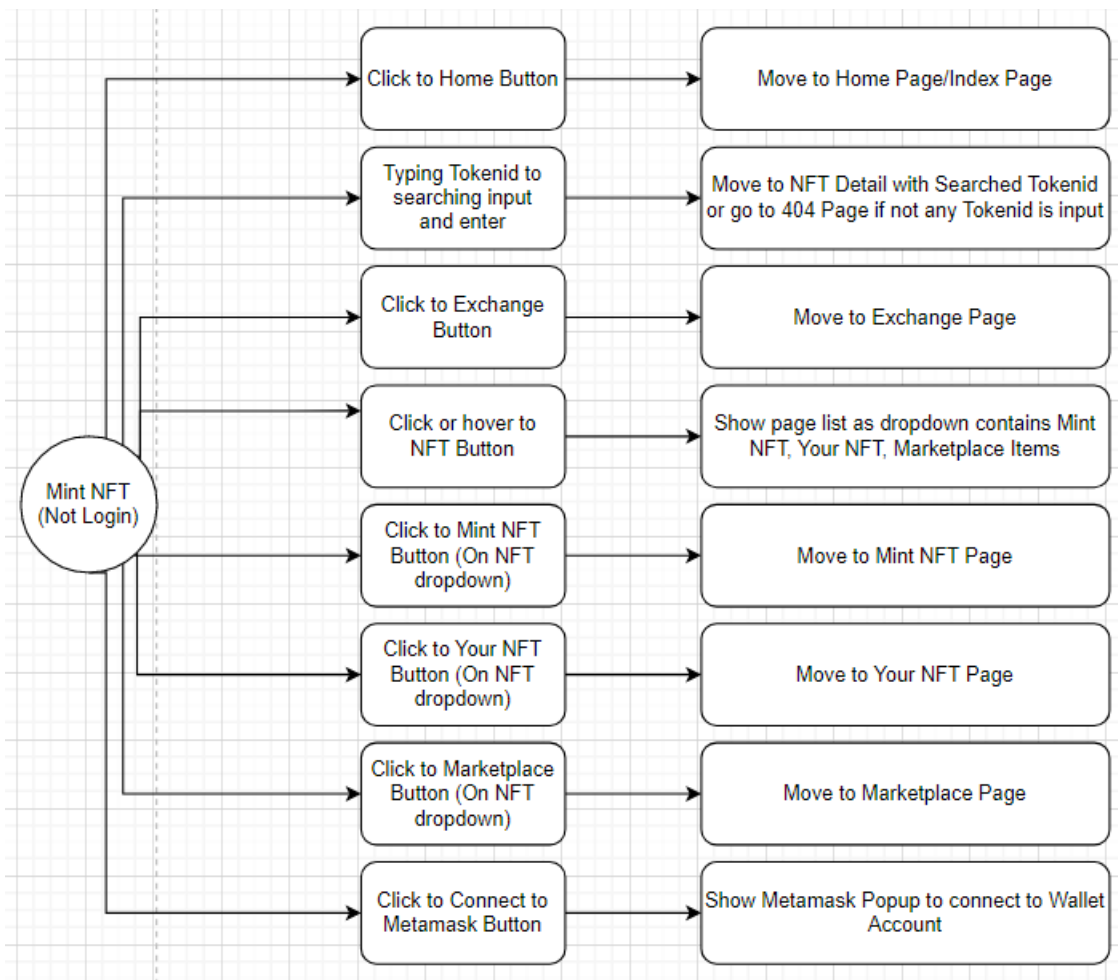 Click to Home Button
Move to Home Page/Index Page
Typing Tokenid to
searching input
and enter
Move to NFT Detail with Searched Tokenid
or go to 404 Page if not any Tokenid is input
Click to Exchange
Button
Move to Exchange Page
Click or hover to
NFT Button
Show page list as dropdown contains Mint
NFT, Your NFT, Marketplace Items
Mint NFT
(Not Login)
Click to Mint NFT
Button (On NFT
dropdown)
Move to Mint NFT Page
Click to Your NFT
Button (On NFT
dropdown)
Move to Your NFT Page
Click to Marketplace
Button (On NFT
dropdown)
Move to Marketplace Page
Click to Connect to
Metamask Button
Show Metamask Popup to connect to Wallet
Account